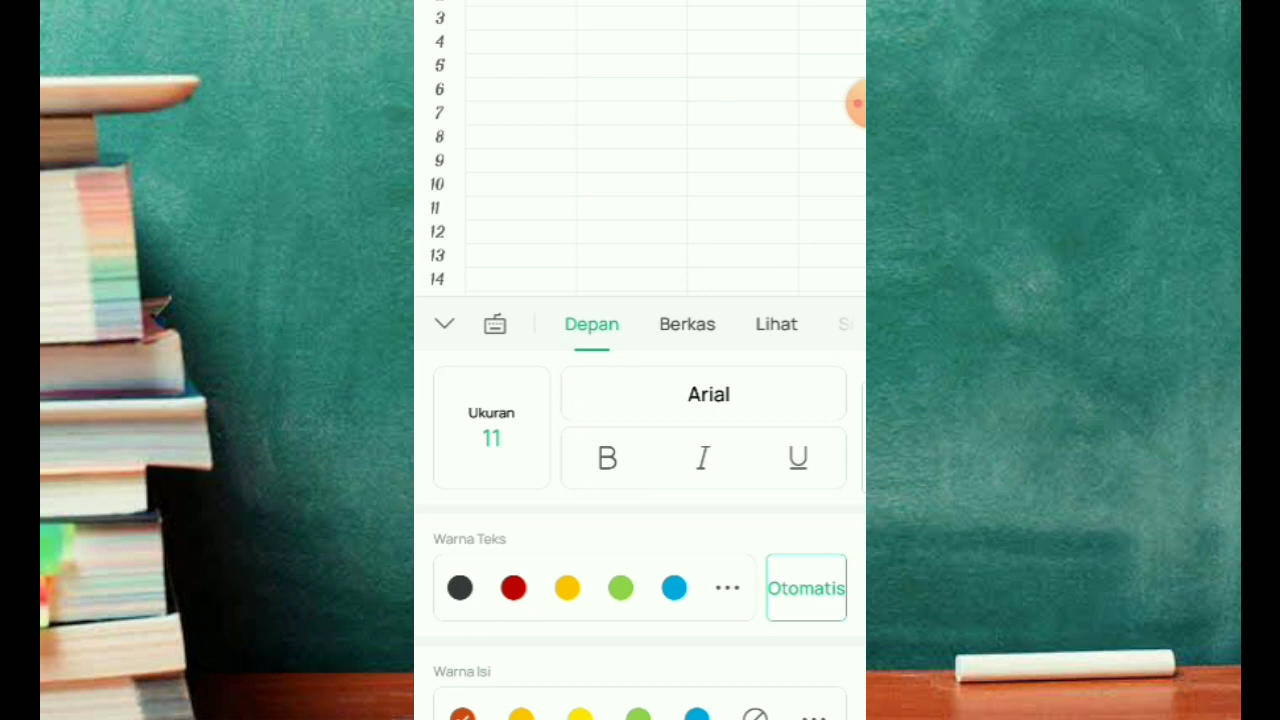 3
4
5
6
7
8
9
10
11
12
13
14
Depan Berkas Lihat
Ukuran
11
Arial
B I U
Warna Teks
Otomatis
Warna Isi